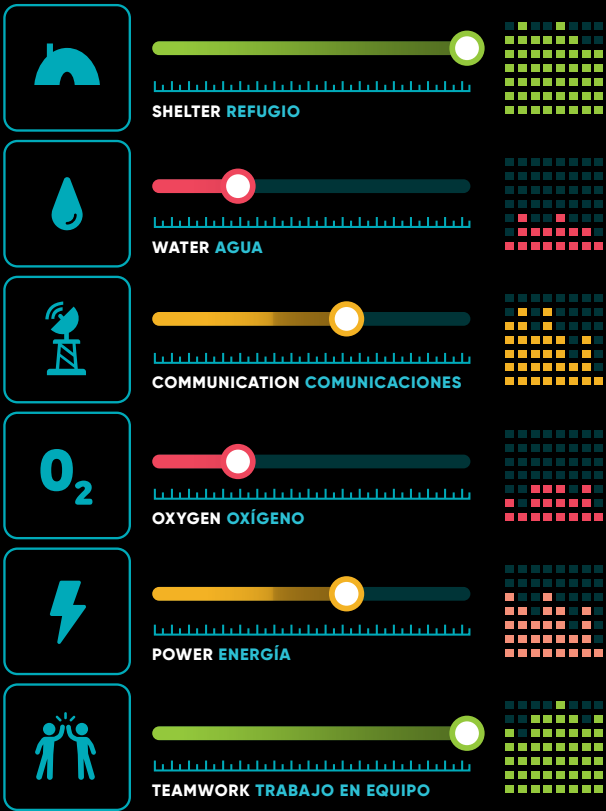 SHELTER REFUGIO
WATER AGUA
COMMUNICATION COMUNICACIONES
O2
OXYGEN OXÍGENO
POWER ENERGÍA
TEAMWORK TRABAJO EN EQUIPO